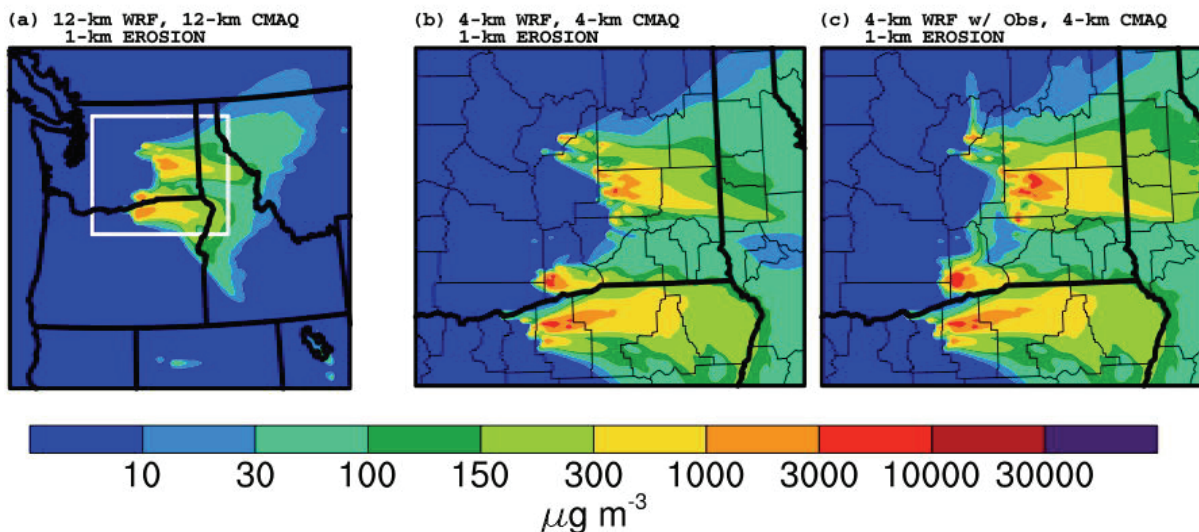 (a) 12-km WRF, 12-km CMAQ
1-km EROSION
(b) 4-km WRF, 4-km CMAQ
1-km EROSION
(c) 4-km WRF w/ Obs, 4-km CMAQ
1-km EROSION
10 30 100 150 300 1000 3000 10000 30000
μg m⁻³